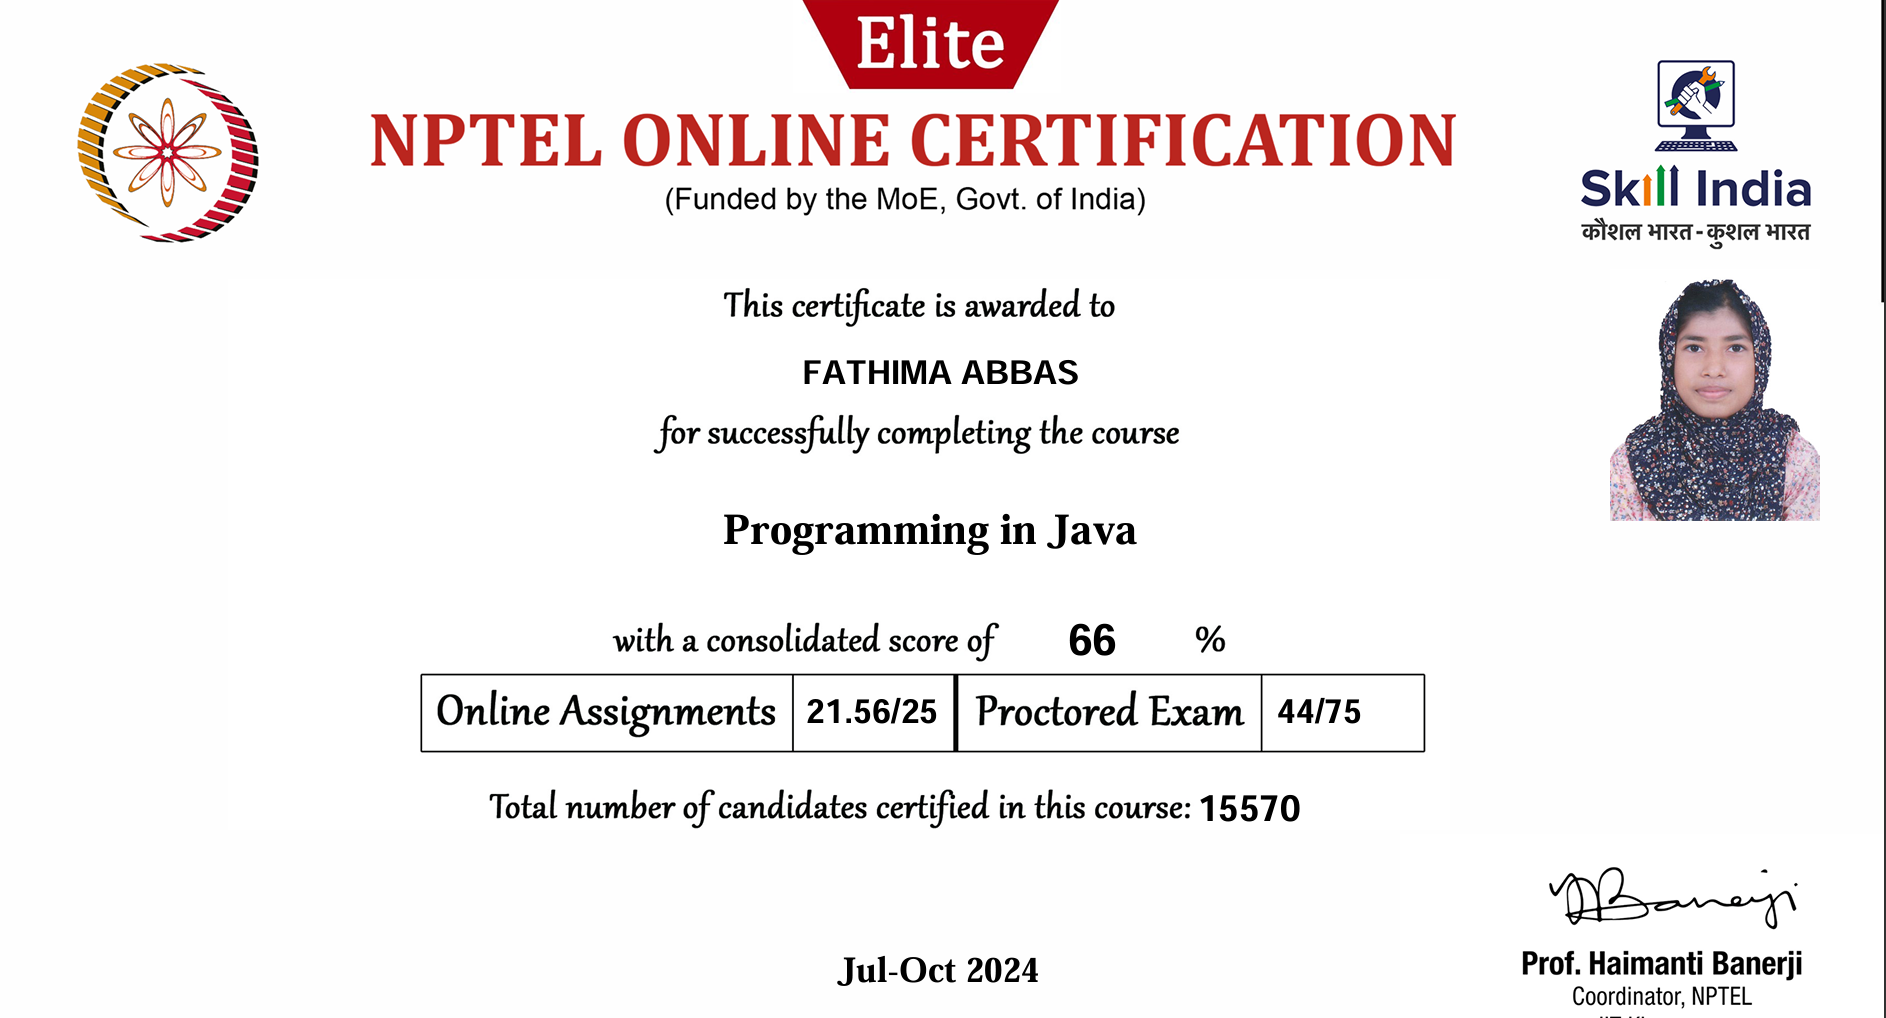 Elite
NPTEL ONLINE CERTIFICATION
(Funded by the MoE, Govt. of India)
Skill India
कौशल भारत - कुशल भारत
This certificate is awarded to
FATHIMA ABBAS
for successfully completing the course
Programming in Java
with a consolidated score of 66 %
Online Assignments 21.56/25 Proctored Exam 44/75
Total number of candidates certified in this course: 15570
Banerji
Jul-Oct 2024
Prof. Haimanti Banerji
Coordinator, NPTEL